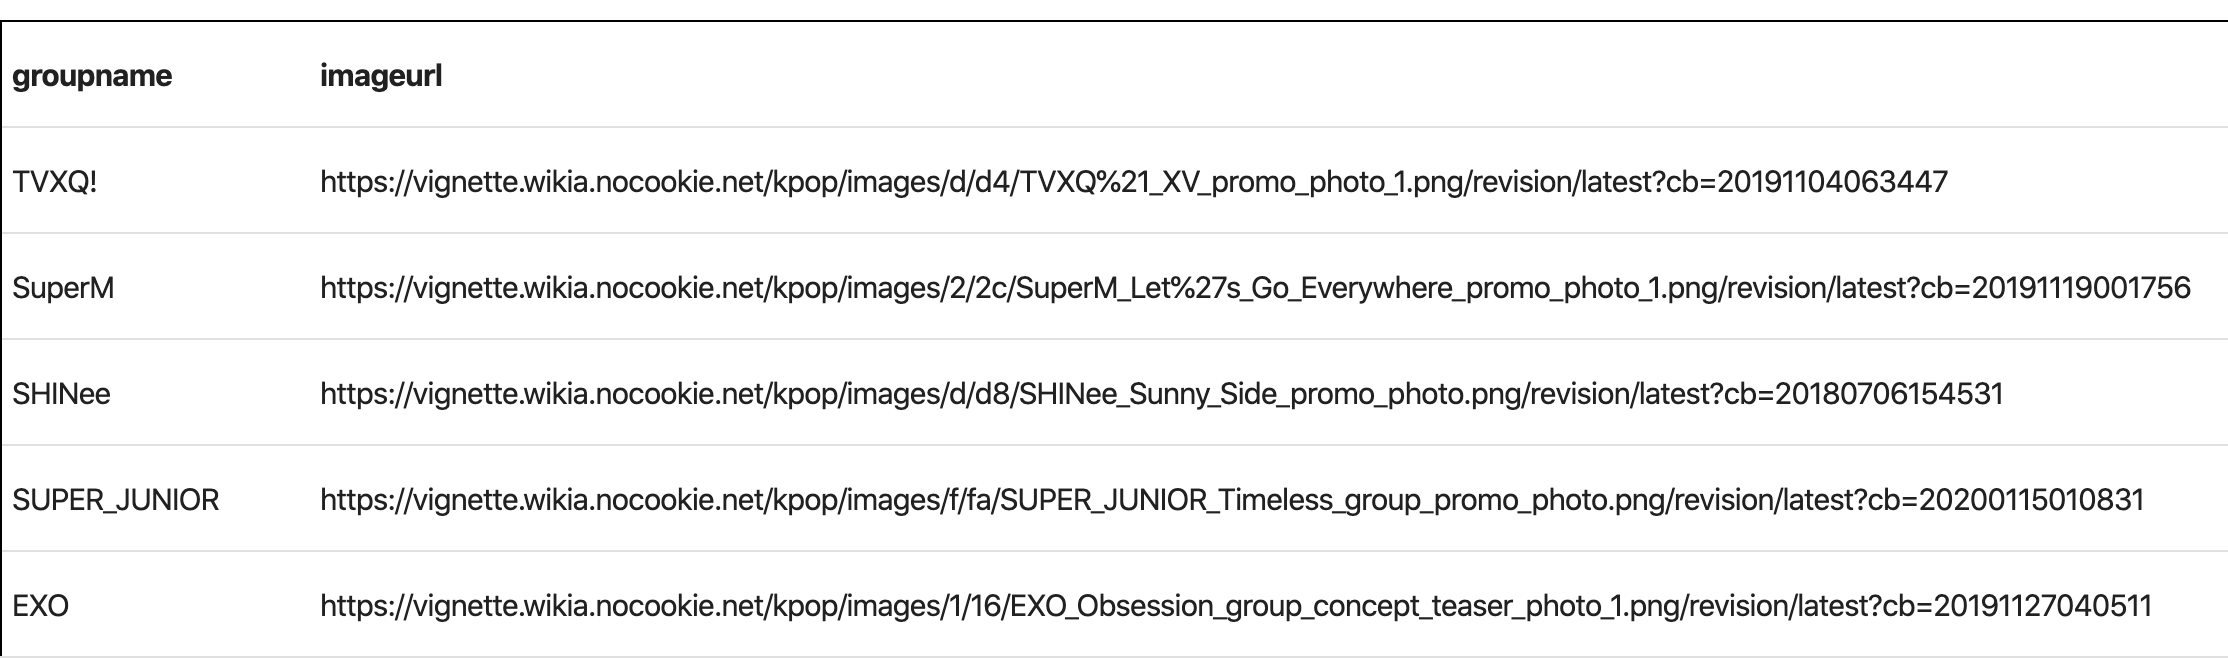 groupname imageurl
TVXQ! https://vignette.wikia.nocookie.net/kpop/images/d/d4/TVXQ%21_XV_promo_photo_1.png/revision/latest?cb=20191104063447
SuperM https://vignette.wikia.nocookie.net/kpop/images/2/2c/SuperM_Let%27s_Go_Everywhere_promo_photo_1.png/revision/latest?cb=20191119001756
SHINee https://vignette.wikia.nocookie.net/kpop/images/d/d8/SHINee_Sunny_Side_promo_photo.png/revision/latest?cb=20180706154531
SUPER_JUNIOR https://vignette.wikia.nocookie.net/kpop/images/f/fa/SUPER_JUNIOR_Timeless_group_promo_photo.png/revision/latest?cb=20200115010831
EXO https://vignette.wikia.nocookie.net/kpop/images/1/16/EXO_Obsession_group_concept_teaser_photo_1.png/revision/latest?cb=20191127040511